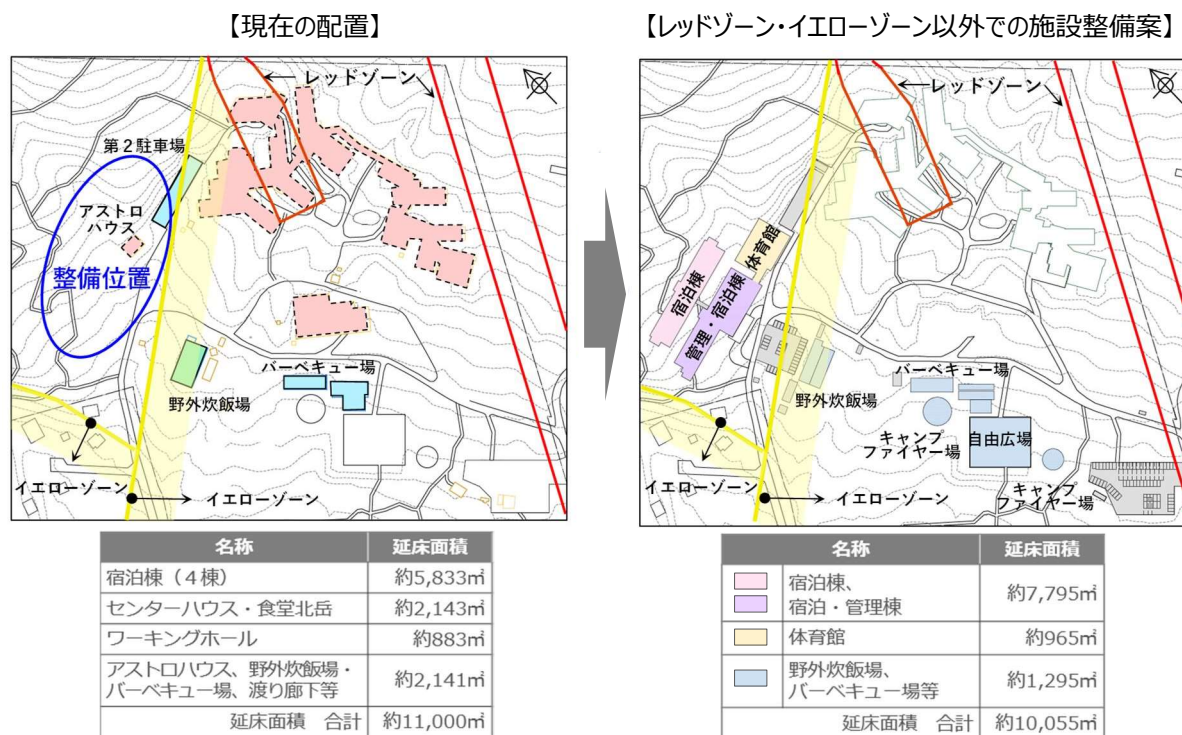 【現在の配置】
レッドゾーン
第2駐車場
アストロ
ハウス
整備位置
バーベキュー場
野外炊飯場
イエローゾーン
イエローゾーン
名称 延床面積
宿泊棟（4棟） 約5,833㎡
センターハウス・食堂北岳 約2,143㎡
ワーキングホール 約883㎡
アストロハウス、野外炊飯場・
バーベキュー場、渡り廊下等 約2,141㎡
延床面積 合計 約11,000㎡
【レッドゾーン・イエローゾーン以外での施設整備案】
レッドゾーン
体育館
宿泊棟
管理・宿泊棟
バーベキュー場
野外炊飯場
キャンプ
ファイヤー場
自由広場
イエローゾーン
イエローゾーン
キャンプ
ファイヤー場
名称 延床面積
宿泊棟、
宿泊・管理棟 約7,795㎡
体育館 約965㎡
野外炊飯場、
バーベキュー場等 約1,295㎡
延床面積 合計 約10,055㎡